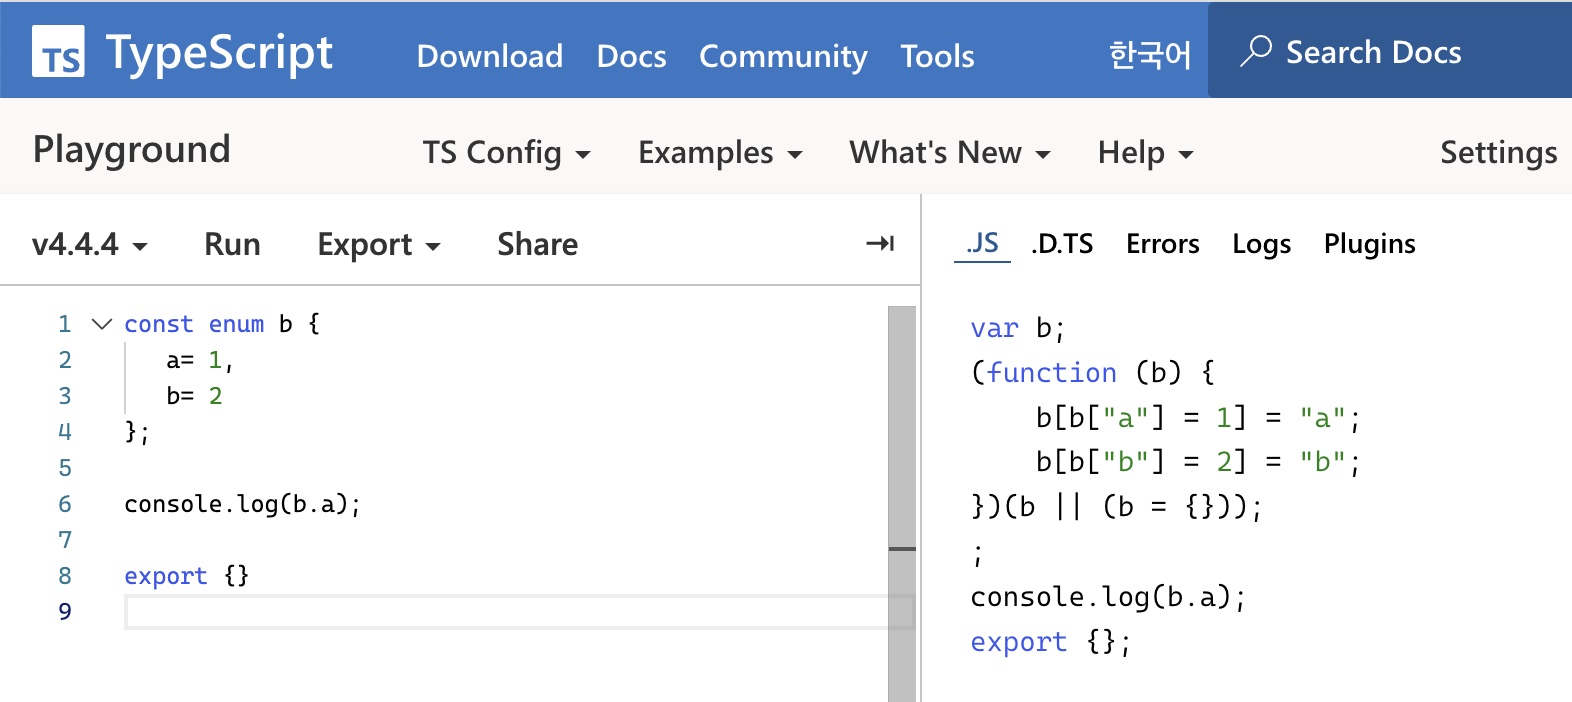 TS TypeScript Download Docs Community Tools 한국어 Search Docs
Playground TS Config Examples What's New Help Settings
v4.4.4 Run Export Share .JS .D.TS Errors Logs Plugins
1 const enum b {
2 a= 1,
3 b= 2
4 };
5
6 console.log(b.a);
7
8 export {}
9
var b;
(function (b) {
b[b["a"] = 1] = "a";
b[b["b"] = 2] = "b";
})(b || (b = {}));
;
console.log(b.a);
export {};